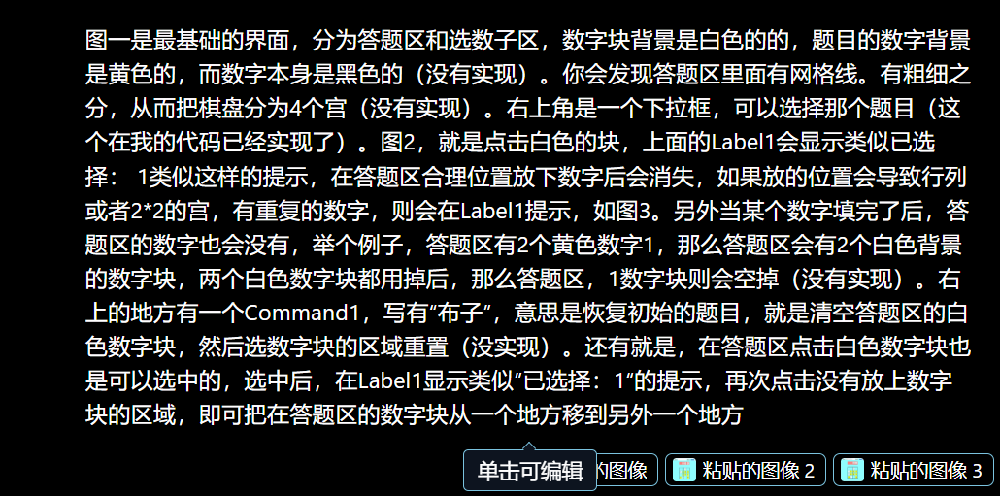 图一是最基础的界面，分为答题区和选数子区，数字块背景是白色的的，题目的数字背景
是黄色的，而数字本身是黑色的（没有实现）。你会发现答题区里面有网格线。有粗细之
分，从而把棋盘分为4个宫（没有实现）。右上角是一个下拉框，可以选择那个题目（这
个在我的代码已经实现了）。图2，就是点击白色的块，上面的Label1会显示类似已选
择： 1类似这样的提示，在答题区合理位置放下数字后会消失，如果放的位置会导致行列
或者2*2的宫，有重复的数字，则会在Label1提示，如图3。另外当某个数字填完了后，答
题区的数字也会没有，举个例子，答题区有2个黄色数字1，那么答题区会有2个白色背景
的数字块，两个白色数字块都用掉后，那么答题区，1数字块则会空掉（没有实现）。右
上的地方有一个Command1，写有“布子”，意思是恢复初始的题目，就是清空答题区的白
色数字块，然后选数字块的区域重置（没实现）。还有就是，在答题区点击白色数字块也
是可以选中的，选中后，在Label1显示类似”已选择：1“的提示，再次点击没有放上数字
块的区域，即可把在答题区的数字块从一个地方移到另外一个地方
单击可编辑
的图像
粘贴的图像 2
粘贴的图像 3